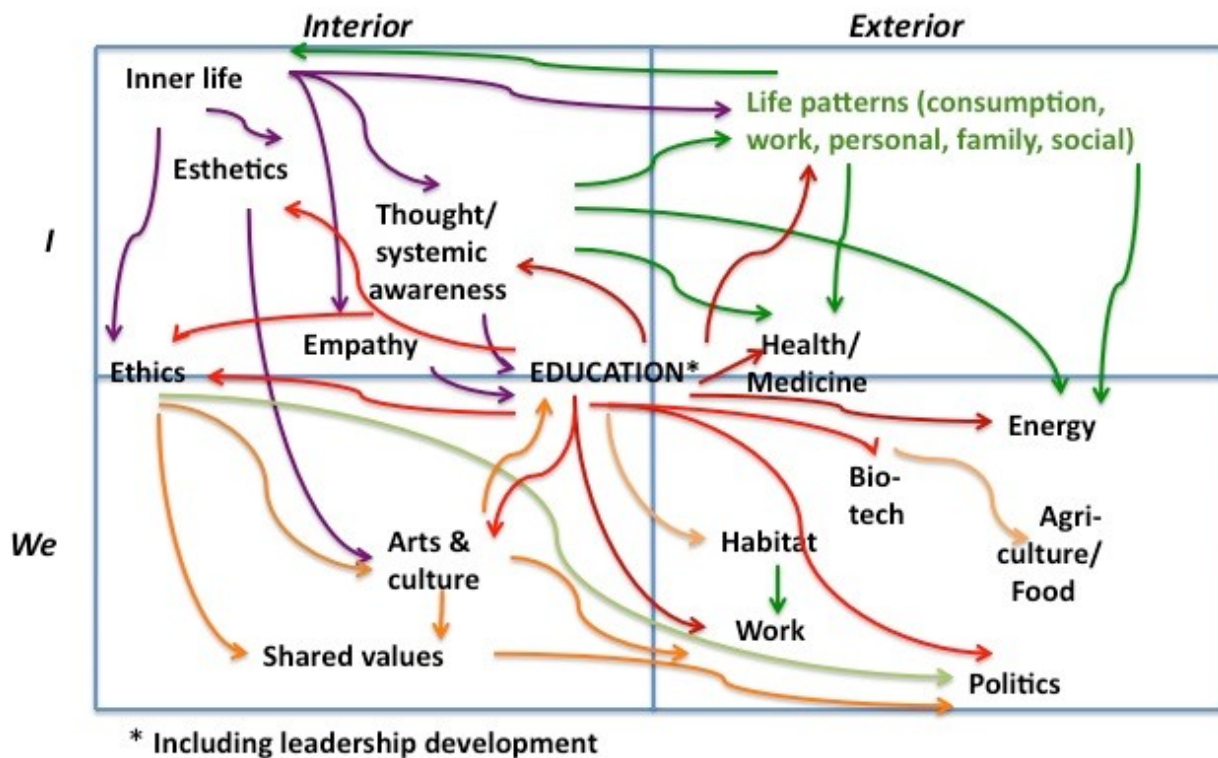 Interior
Exterior
Inner life
Life patterns (consumption,
work, personal, family, social)
Esthetics
I
Thought/
systemic
awareness
Empathy
Health/
Medicine
Ethics
EDUCATION*
Energy
Bio-
tech
We
Arts &
culture
Habitat
Agri-
culture/
Food
Work
Shared values
Politics
* Including leadership development